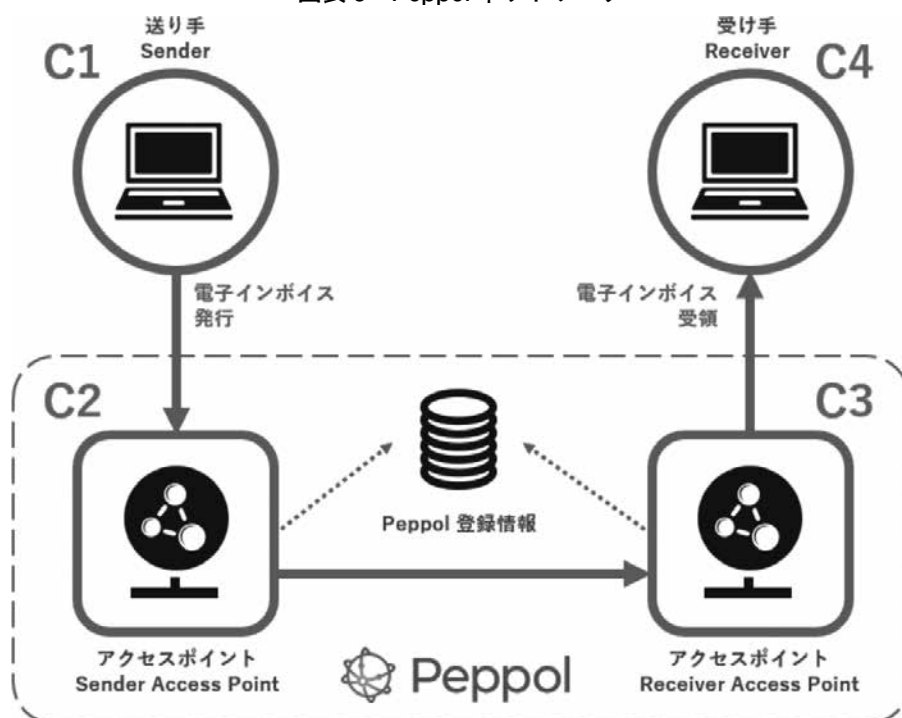 送り手
Sender
C1
受け手
Receiver
C4
電子インボイス
発行
電子インボイス
受領
C2
C3
Peppol 登録情報
アクセスポイント
Sender Access Point
Peppol
アクセスポイント
Receiver Access Point